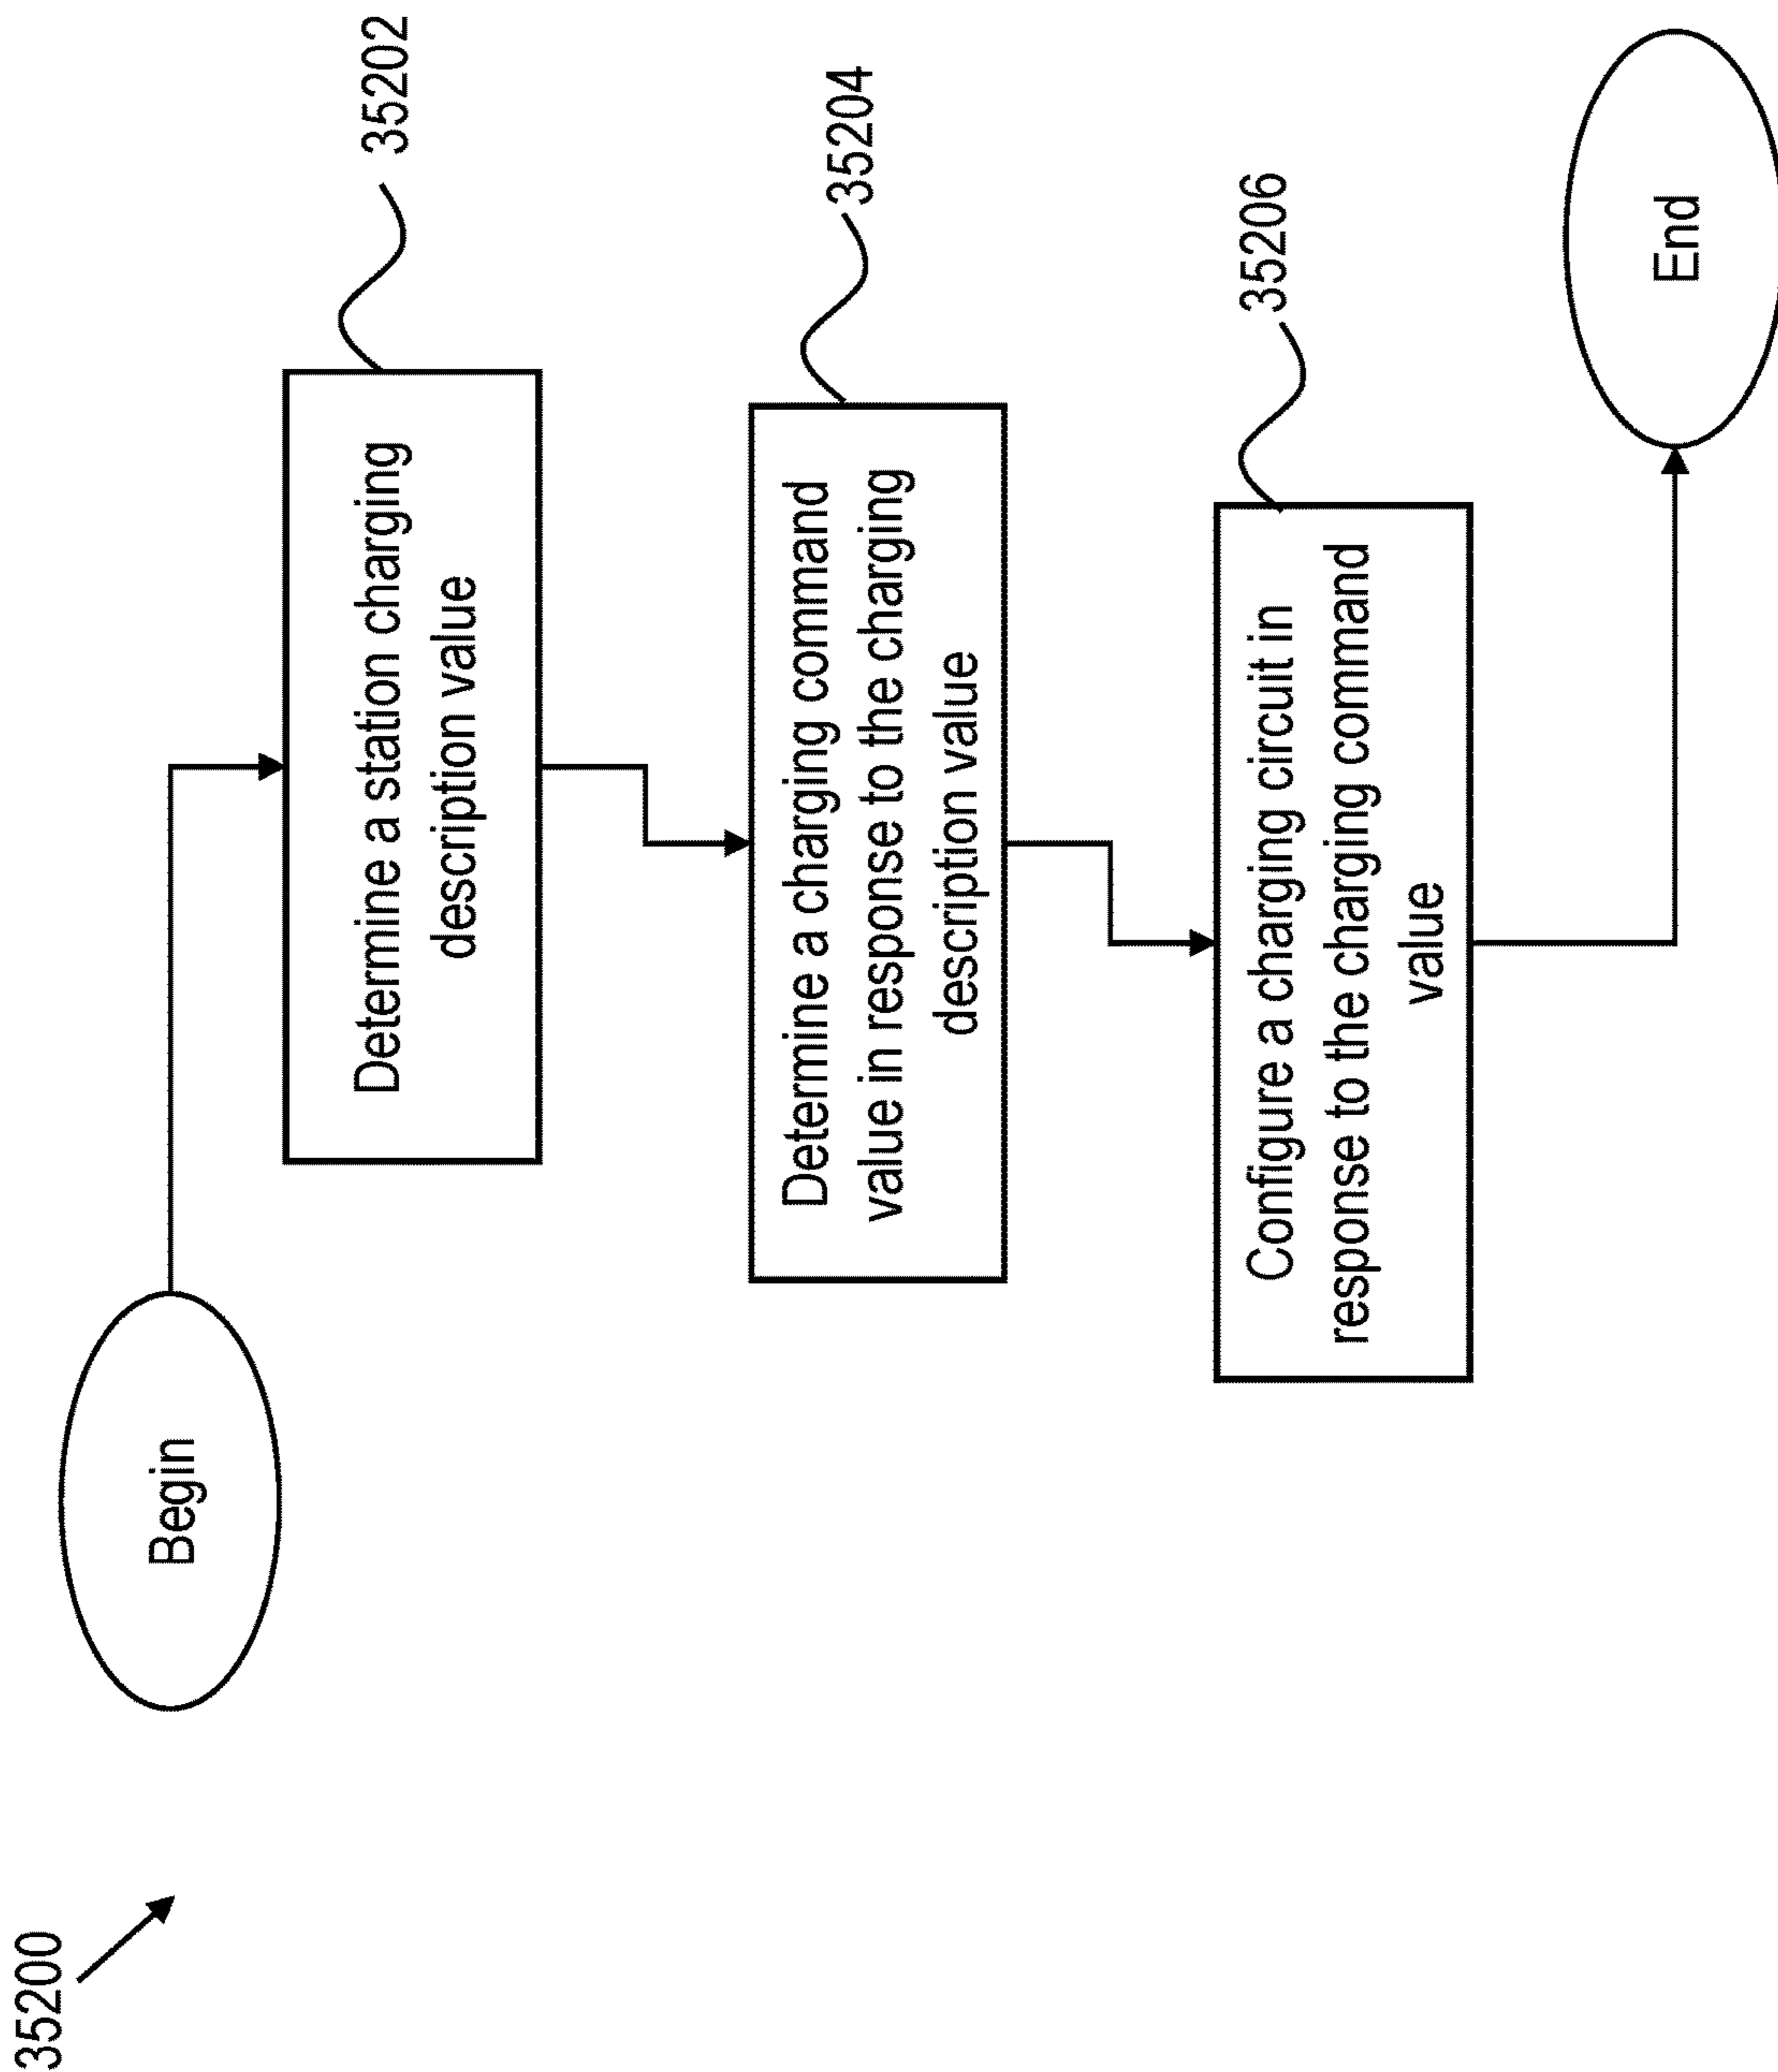 35200
Begin
35202
Determine a station charging
description value
35204
Determine a charging command
value in response to the charging
description value
35206
Configure a charging circuit in
response to the charging command
value
End